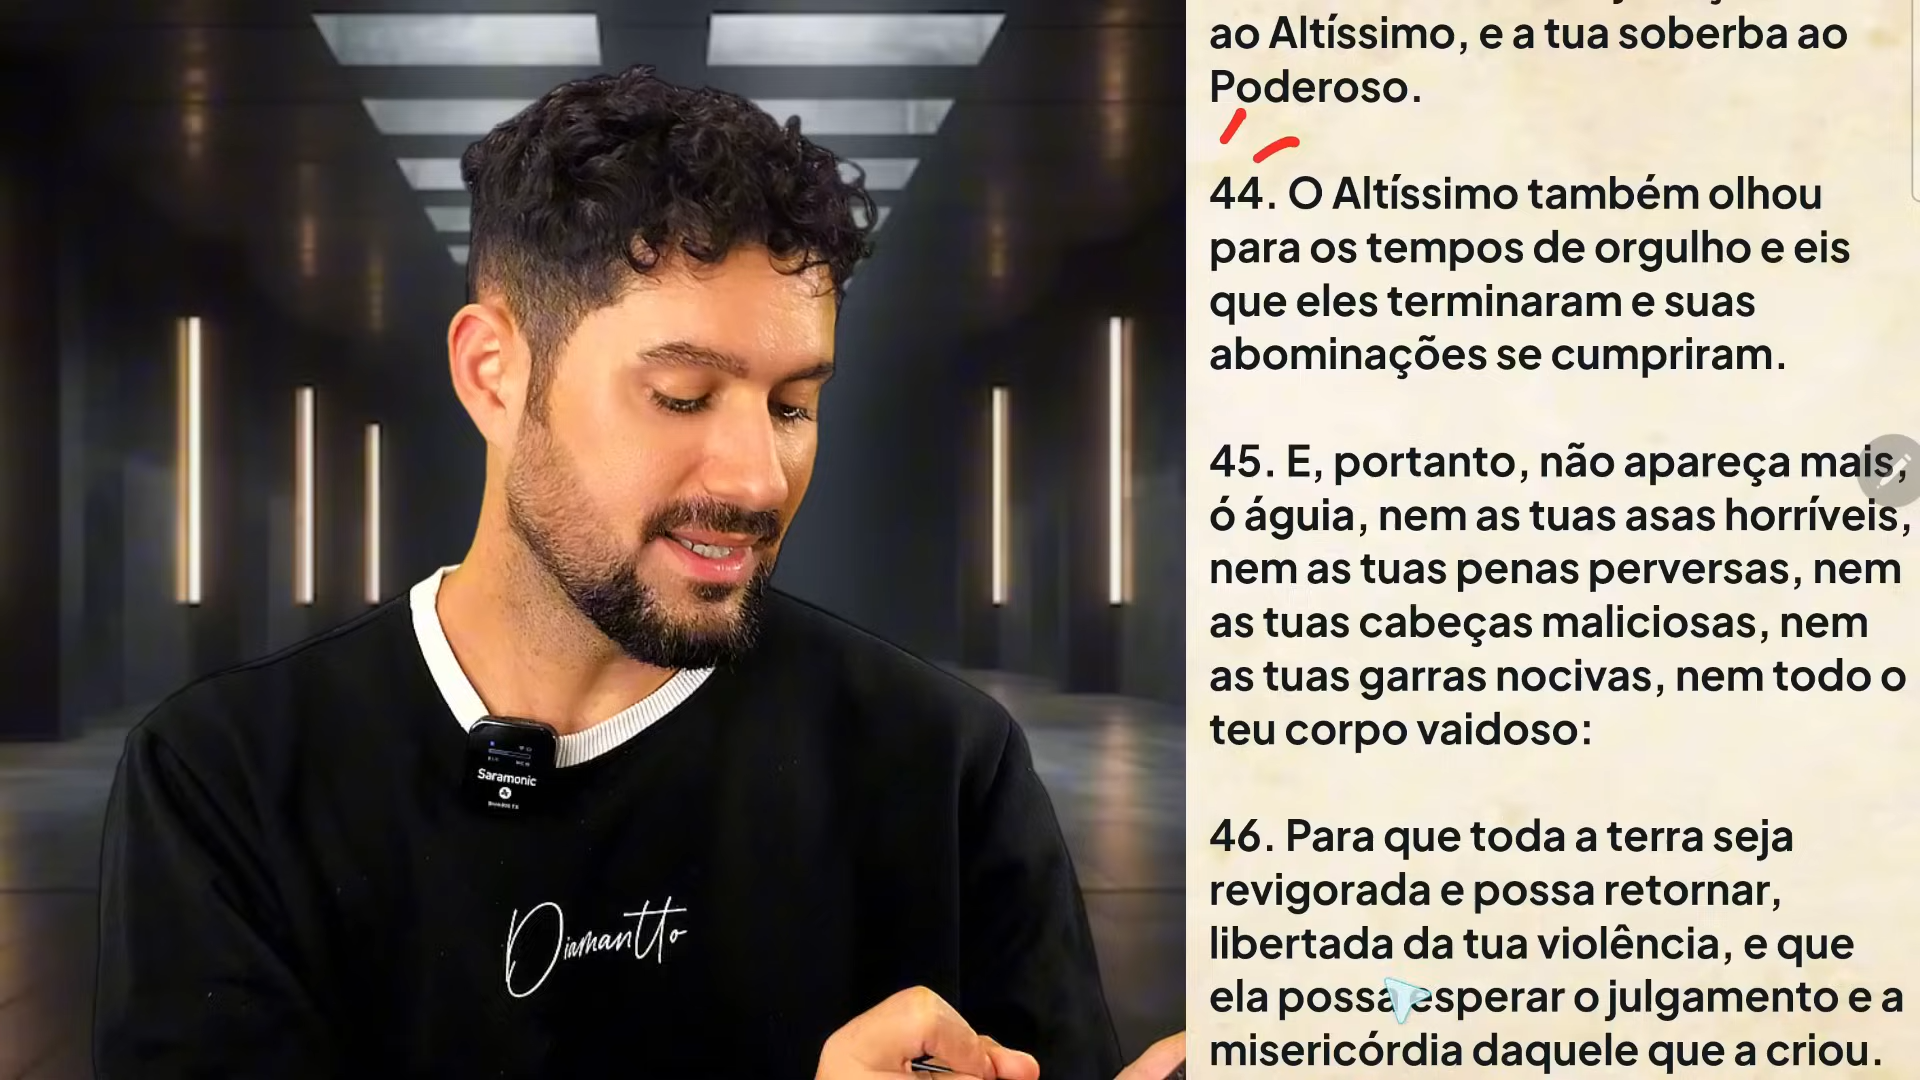 ao Altíssimo, e a tua soberba ao
Poderoso.
44. O Altíssimo também olhou
para os tempos de orgulho e eis
que eles terminaram e suas
abominações se cumpriram.
45. E, portanto, não apareça mais,
ó águia, nem as tuas asas horríveis,
nem as tuas penas perversas, nem
as tuas cabeças maliciosas, nem
as tuas garras nocivas, nem todo o
teu corpo vaidoso:
46. Para que toda a terra seja
revigorada e possa retornar,
libertada da tua violência, e que
ela possa esperar o julgamento e a
misericórdia daquele que a criou.
Saramonic
Diamantto